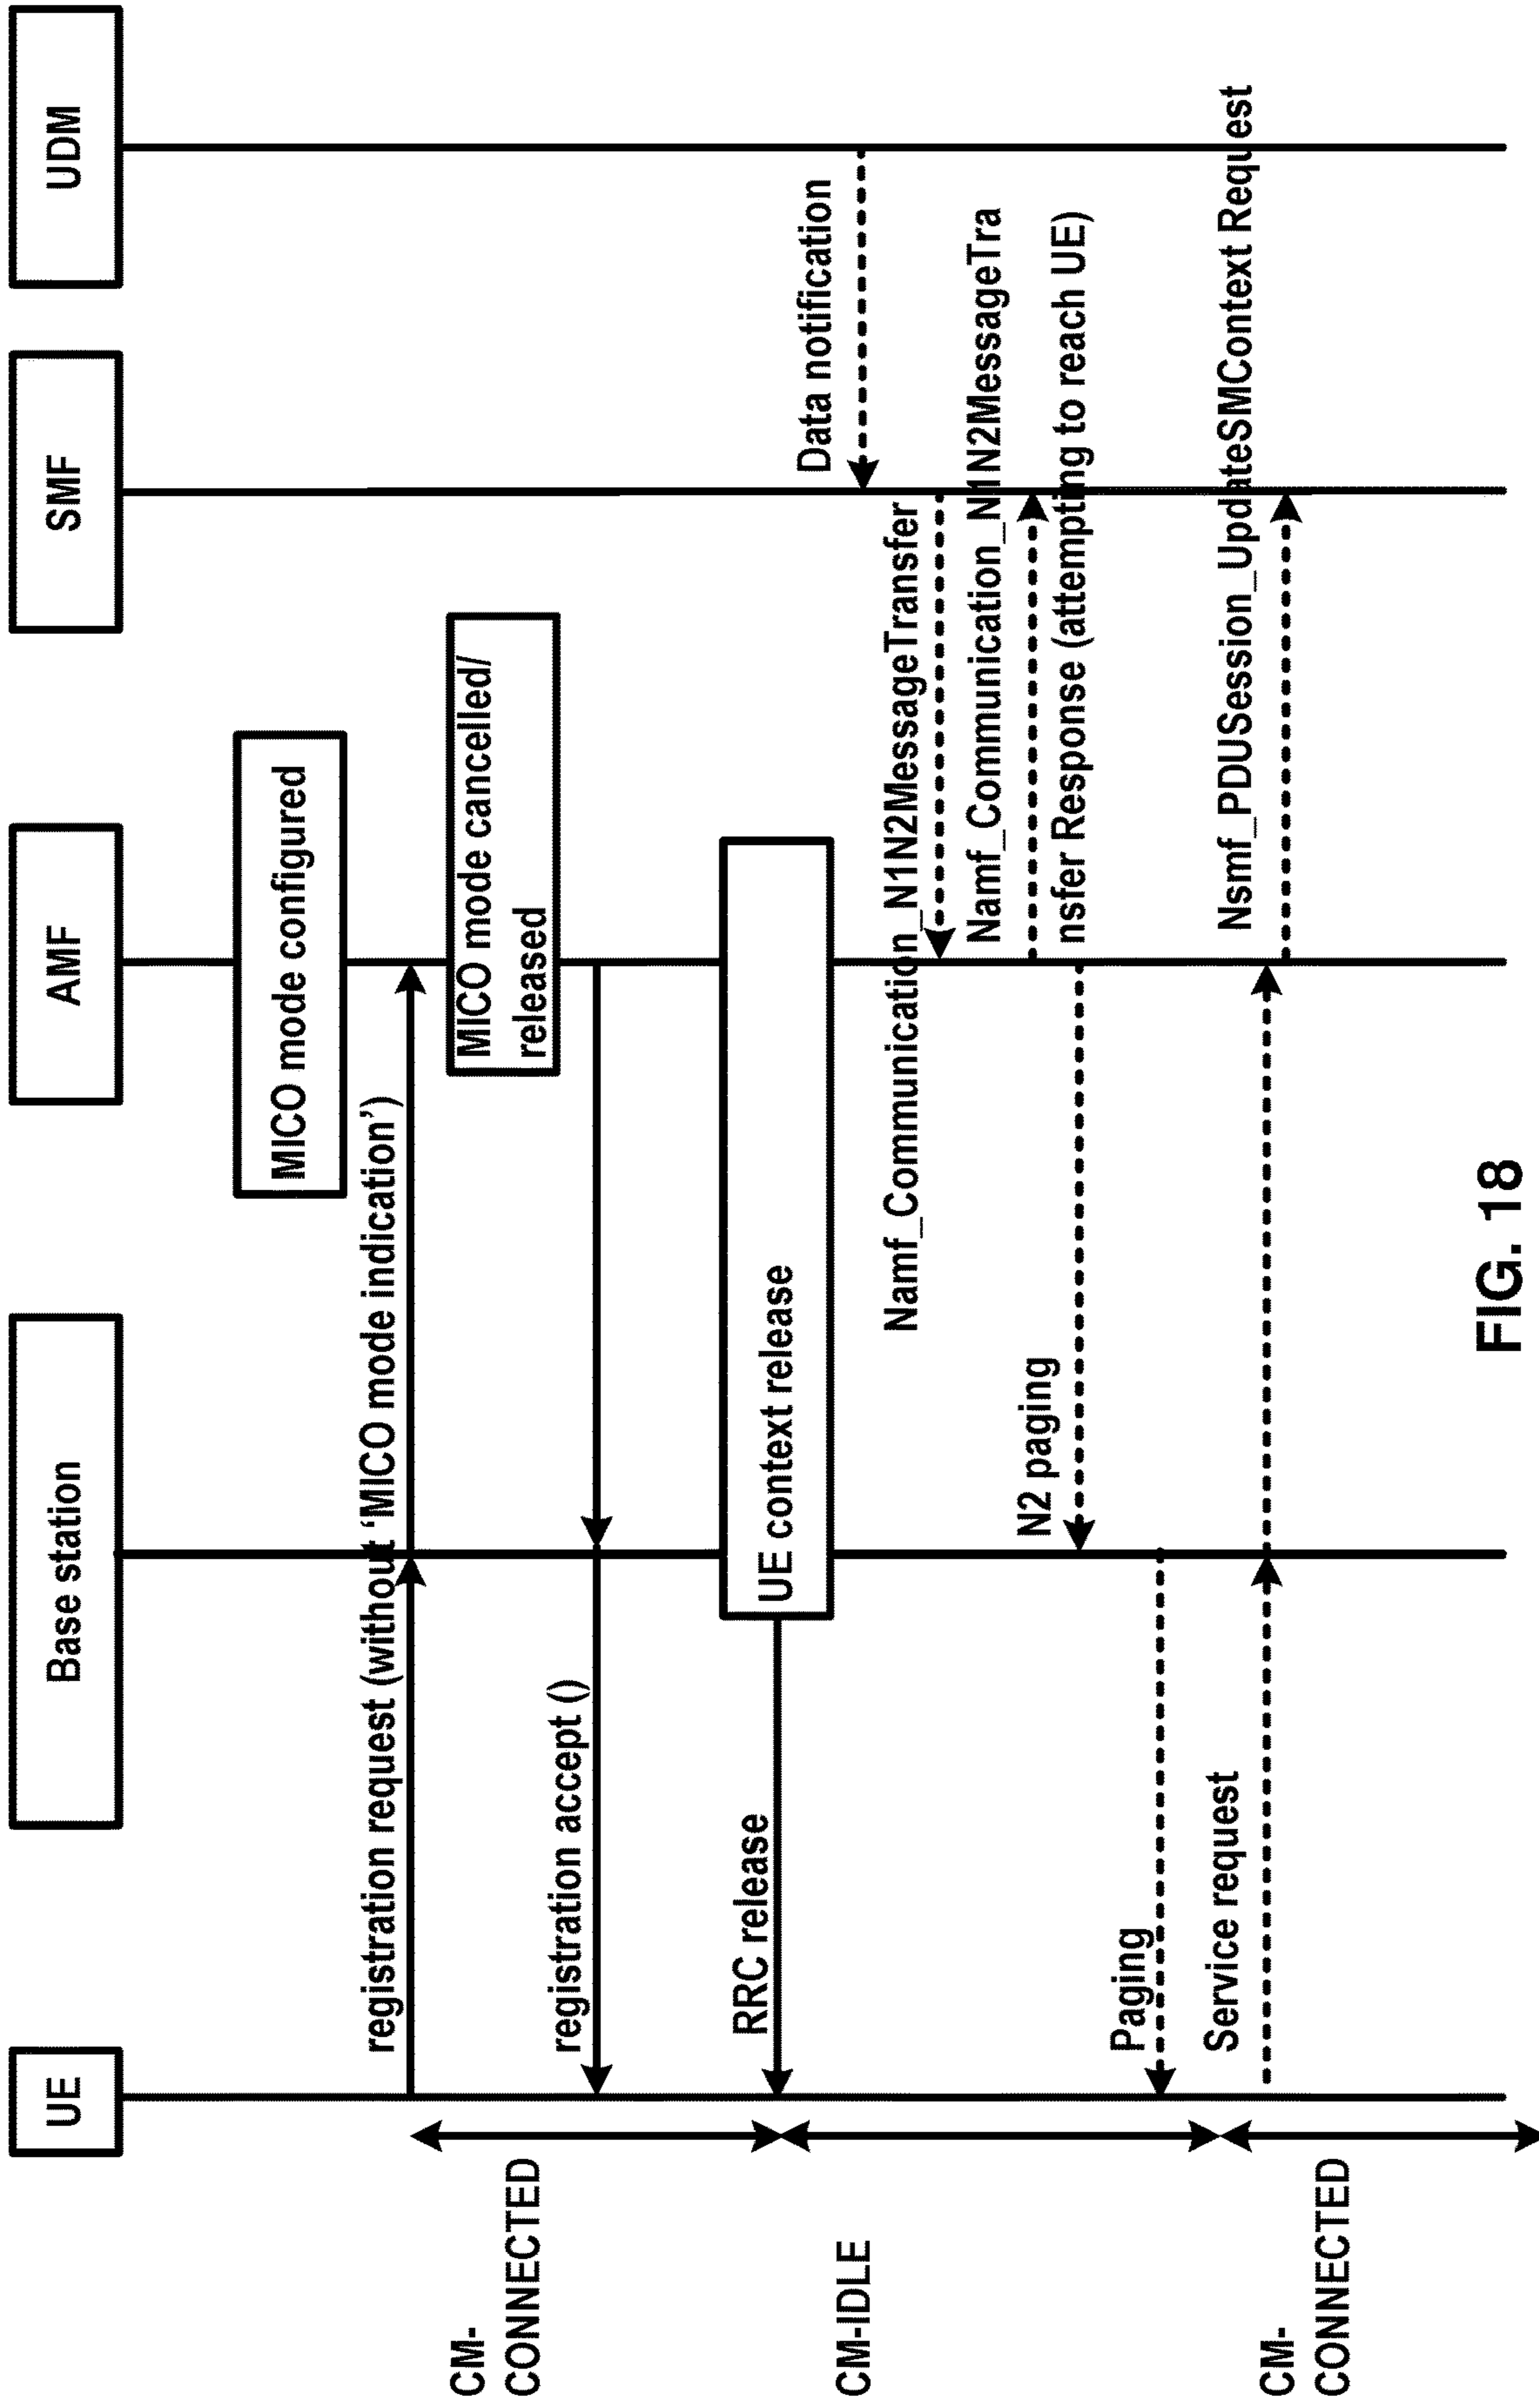 UE
Base station
AMF
SMF
UDM
MICO mode configured
registration request (without ‘MICO mode indication’)
CM-
CONNECTED
MICO mode cancelled/
released
registration accept ()
RRC release
UE context release
Data notification
CM-IDLE
Namf_Communication_N1N2MessageTransfer
Namf_Communication_N1N2MessageTra
nsfer Response (attempting to reach UE)
N2 paging
Paging
Service request
Nsmf_PDUSession_UpdateSMContext Request
CM-
CONNECTED
FIG. 18